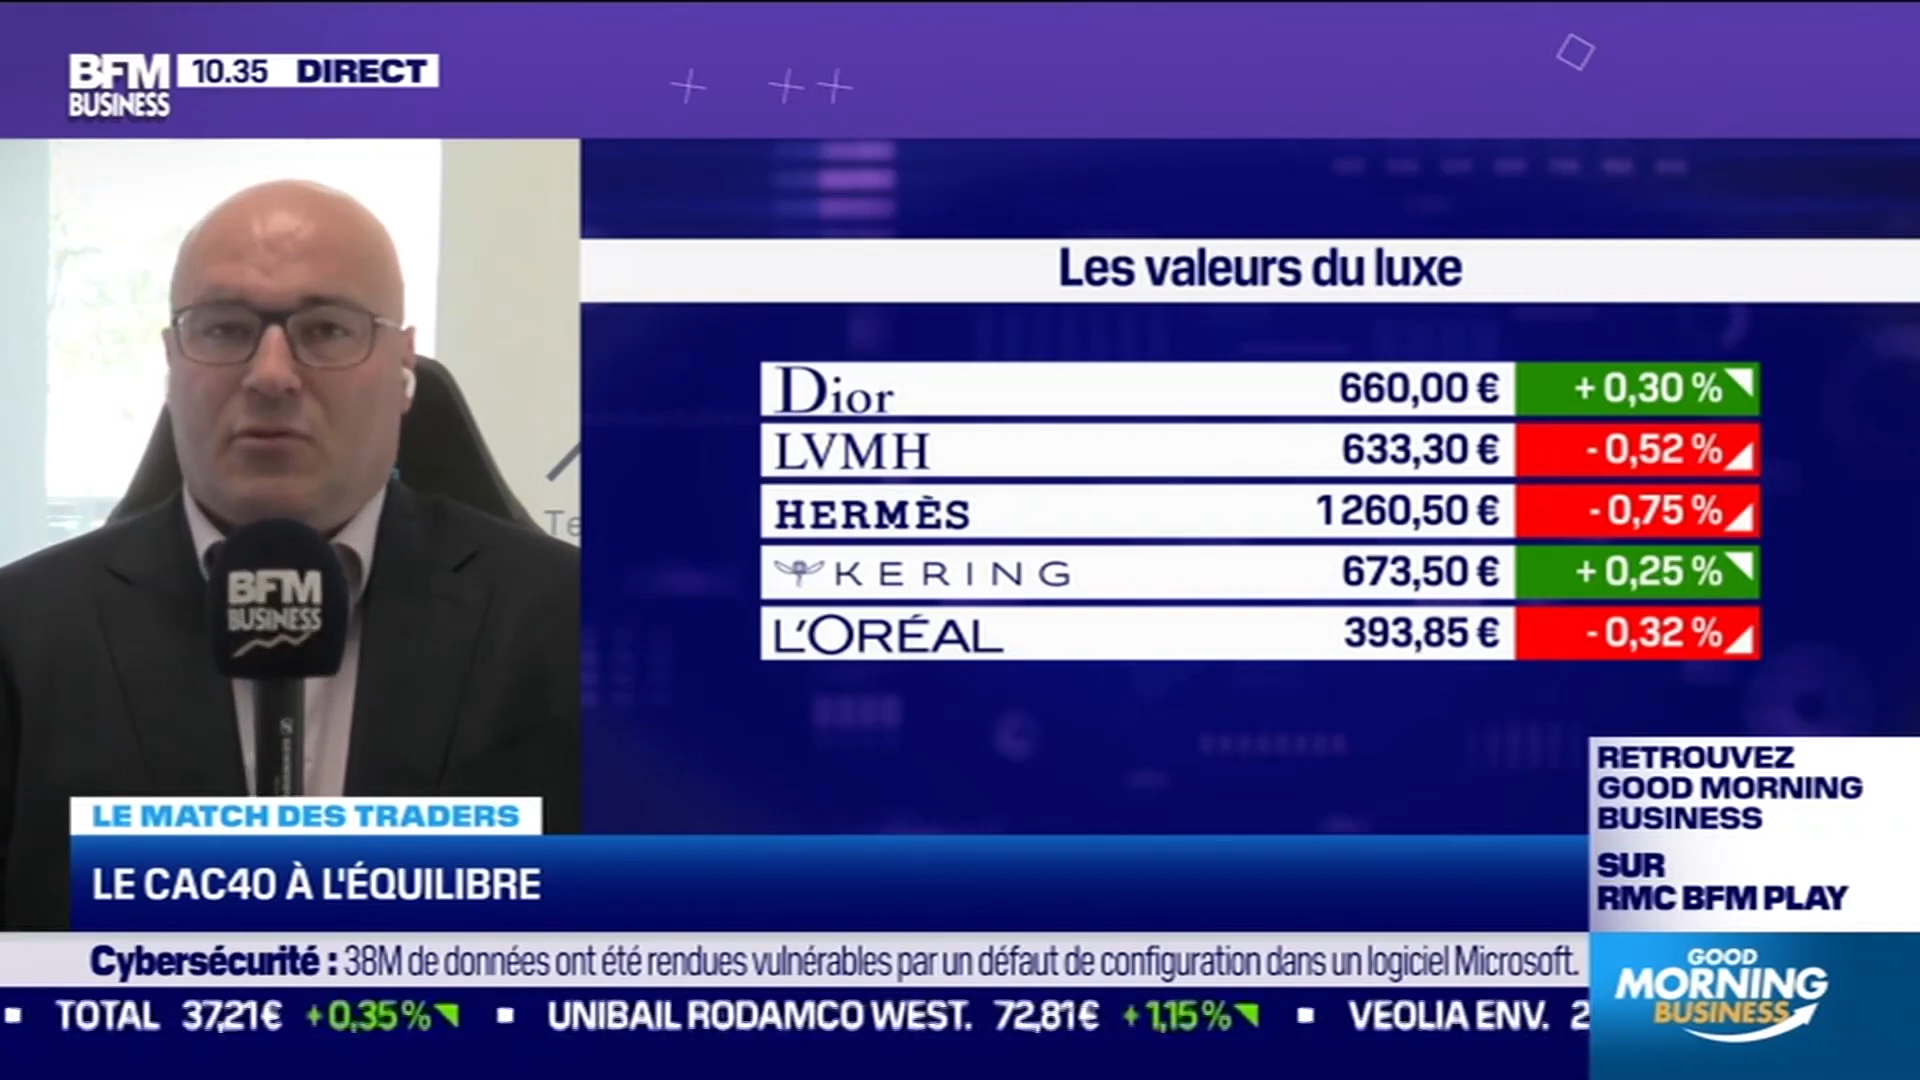 BFM
BUSINESS
10.35 DIRECT
Les valeurs du luxe
Dior 660,00 € + 0,30 %
LVMH 633,30 € - 0,52 %
HERMÈS 1 260,50 € - 0,75 %
KERING 673,50 € + 0,25 %
L'ORÉAL 393,85 € - 0,32 %
Te
BFM
BUSINESS
LE MATCH DES TRADERS
LE CAC40 À L'ÉQUILIBRE
RETROUVEZ
GOOD MORNING
BUSINESS
SUR
RMC BFM PLAY
Cybersécurité : 38M de données ont été rendues vulnérables par un défaut de configuration dans un logiciel Microsoft.
TOTAL 37,21€ +0,35% UNIBAIL RODAMCO WEST. 72,81€ +1,15% VEOLIA ENV. 2
GOOD
MORNING
BUSINESS